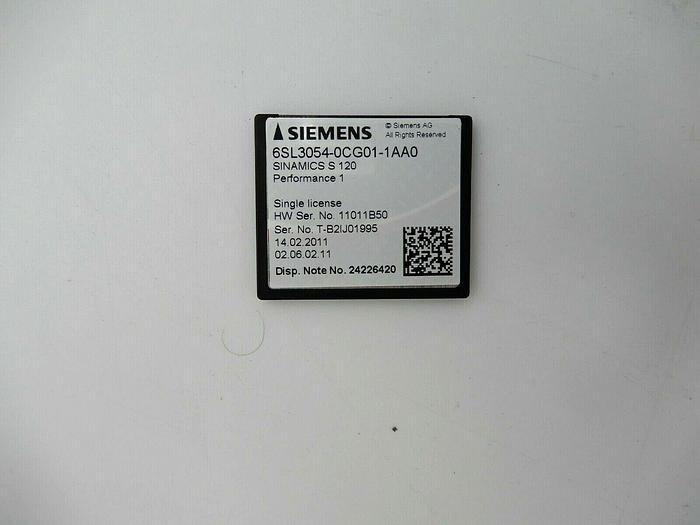 SIEMENS
© Siemens AG
All Rights Reserved
6SL3054-0CG01-1AA0
SINAMICS S 120
Performance 1
Single license
HW Ser. No. 11011B50
Ser. No. T-B2IJ01995
14.02.2011
02.06.02.11
Disp. Note No. 24226420